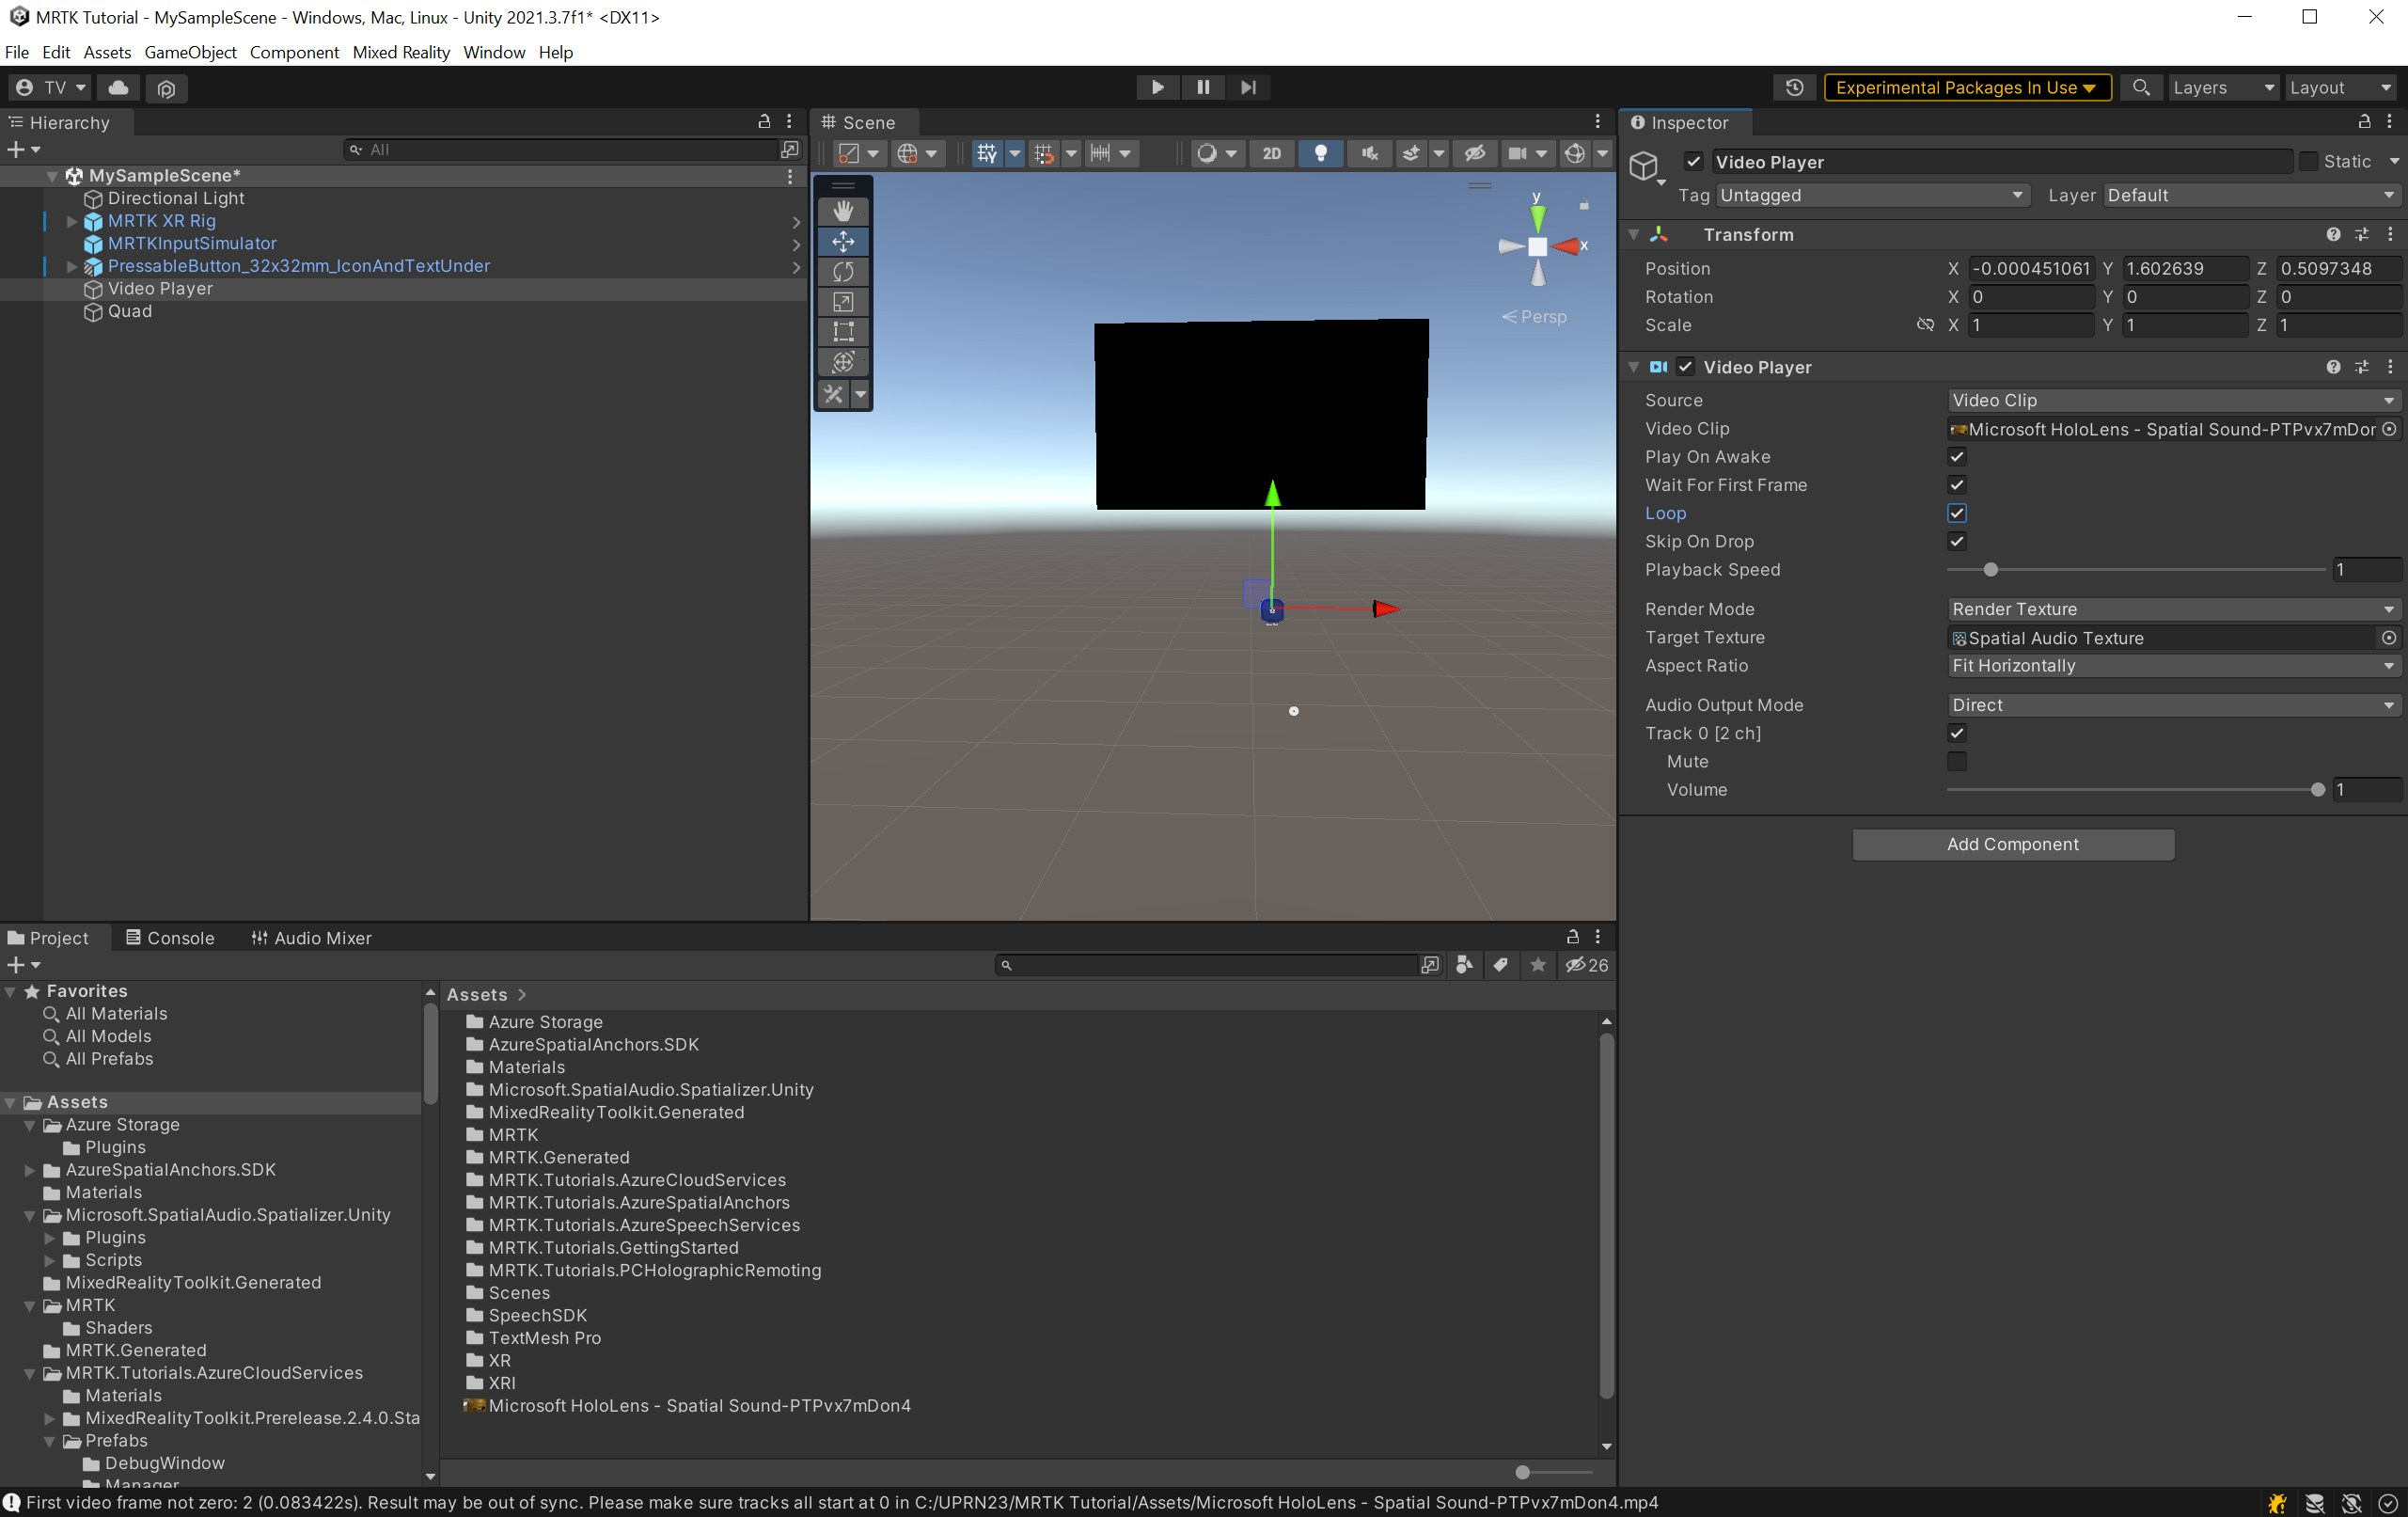 MRTK Tutorial - MySampleScene - Windows, Mac, Linux - Unity 2021.3.7f1* <DX11>
File Edit Assets GameObject Component Mixed Reality Window Help
TV
Experimental Packages In Use
Layers
Layout
Hierarchy
All
MySampleScene*
Directional Light
MRTK XR Rig
MRTKInputSimulator
PressableButton_32x32mm_IconAndTextUnder
Video Player
Quad
Scene
2D
y
x
Persp
Inspector
Video Player
Static
Tag Untagged
Layer Default
Transform
Position X -0.000451061 Y 1.602639 Z 0.5097348
Rotation X 0 Y 0 Z 0
Scale X 1 Y 1 Z 1
Video Player
Source Video Clip
Video Clip Microsoft HoloLens - Spatial Sound-PTPvx7mDor
Play On Awake
Wait For First Frame
Loop
Skip On Drop
Playback Speed 1
Render Mode Render Texture
Target Texture Spatial Audio Texture
Aspect Ratio Fit Horizontally
Audio Output Mode Direct
Track 0 [2 ch]
Mute
Volume 1
Add Component
Project
Console
Audio Mixer
26
Favorites
All Materials
All Models
All Prefabs
Assets
Azure Storage
Plugins
AzureSpatialAnchors.SDK
Materials
Microsoft.SpatialAudio.Spatializer.Unity
Plugins
Scripts
MixedRealityToolkit.Generated
MRTK
Shaders
MRTK.Generated
MRTK.Tutorials.AzureCloudServices
Materials
MixedRealityToolkit.Prerelease.2.4.0.Sta
Prefabs
DebugWindow
Manager
Assets >
Azure Storage
AzureSpatialAnchors.SDK
Materials
Microsoft.SpatialAudio.Spatializer.Unity
MixedRealityToolkit.Generated
MRTK
MRTK.Generated
MRTK.Tutorials.AzureCloudServices
MRTK.Tutorials.AzureSpatialAnchors
MRTK.Tutorials.AzureSpeechServices
MRTK.Tutorials.GettingStarted
MRTK.Tutorials.PCHolographicRemoting
Scenes
SpeechSDK
TextMesh Pro
XR
XRI
Microsoft HoloLens - Spatial Sound-PTPvx7mDon4
First video frame not zero: 2 (0.083422s). Result may be out of sync. Please make sure tracks all start at 0 in C:/UPRN23/MRTK Tutorial/Assets/Microsoft HoloLens - Spatial Sound-PTPvx7mDon4.mp4